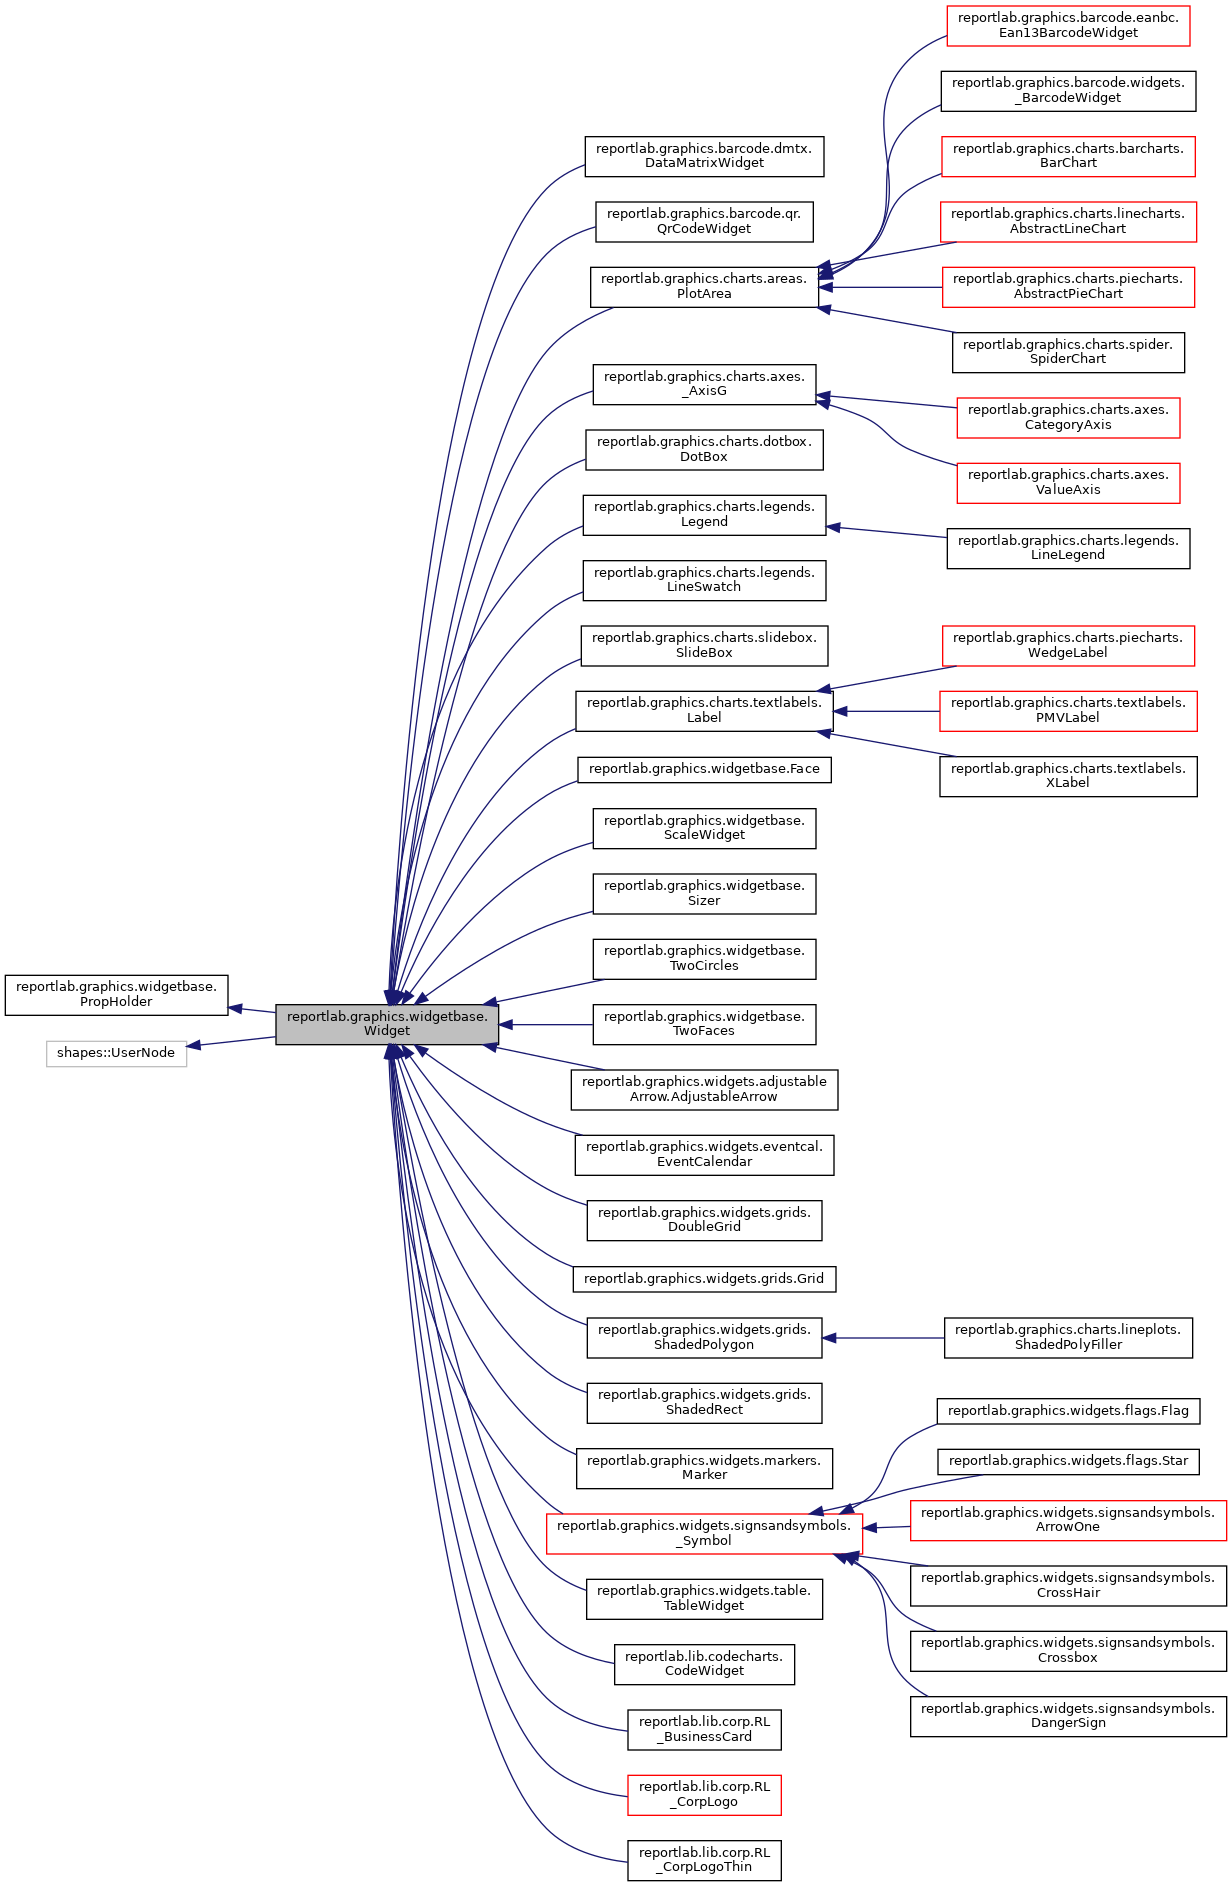 reportlab.graphics.widgetbase.
PropHolder
shapes::UserNode
reportlab.graphics.widgetbase.
Widget
reportlab.graphics.barcode.dmtx.
DataMatrixWidget
reportlab.graphics.barcode.qr.
QrCodeWidget
reportlab.graphics.charts.areas.
PlotArea
reportlab.graphics.charts.axes.
_AxisG
reportlab.graphics.charts.dotbox.
DotBox
reportlab.graphics.charts.legends.
Legend
reportlab.graphics.charts.legends.
LineSwatch
reportlab.graphics.charts.slidebox.
SlideBox
reportlab.graphics.charts.textlabels.
Label
reportlab.graphics.widgetbase.Face
reportlab.graphics.widgetbase.
ScaleWidget
reportlab.graphics.widgetbase.
Sizer
reportlab.graphics.widgetbase.
TwoCircles
reportlab.graphics.widgetbase.
TwoFaces
reportlab.graphics.widgets.adjustable
Arrow.AdjustableArrow
reportlab.graphics.widgets.eventcal.
EventCalendar
reportlab.graphics.widgets.grids.
DoubleGrid
reportlab.graphics.widgets.grids.Grid
reportlab.graphics.widgets.grids.
ShadedPolygon
reportlab.graphics.widgets.grids.
ShadedRect
reportlab.graphics.widgets.markers.
Marker
reportlab.graphics.widgets.signsandsymbols.
_Symbol
reportlab.graphics.widgets.table.
TableWidget
reportlab.lib.codecharts.
CodeWidget
reportlab.lib.corp.RL
_BusinessCard
reportlab.lib.corp.RL
_CorpLogo
reportlab.lib.corp.RL
_CorpLogoThin
reportlab.graphics.barcode.eanbc.
Ean13BarcodeWidget
reportlab.graphics.barcode.widgets.
_BarcodeWidget
reportlab.graphics.charts.barcharts.
BarChart
reportlab.graphics.charts.linecharts.
AbstractLineChart
reportlab.graphics.charts.piecharts.
AbstractPieChart
reportlab.graphics.charts.spider.
SpiderChart
reportlab.graphics.charts.axes.
CategoryAxis
reportlab.graphics.charts.axes.
ValueAxis
reportlab.graphics.charts.legends.
LineLegend
reportlab.graphics.charts.piecharts.
WedgeLabel
reportlab.graphics.charts.textlabels.
PMVLabel
reportlab.graphics.charts.textlabels.
XLabel
reportlab.graphics.charts.lineplots.
ShadedPolyFiller
reportlab.graphics.widgets.flags.Flag
reportlab.graphics.widgets.flags.Star
reportlab.graphics.widgets.signsandsymbols.
ArrowOne
reportlab.graphics.widgets.signsandsymbols.
CrossHair
reportlab.graphics.widgets.signsandsymbols.
Crossbox
reportlab.graphics.widgets.signsandsymbols.
DangerSign